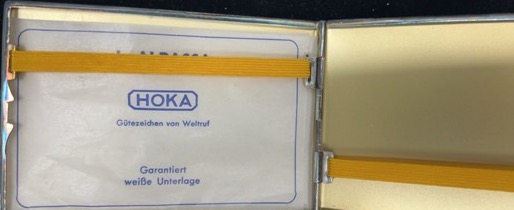 HOKA
Gütezeichen von Weltruf
Garantiert
weiße Unterlage